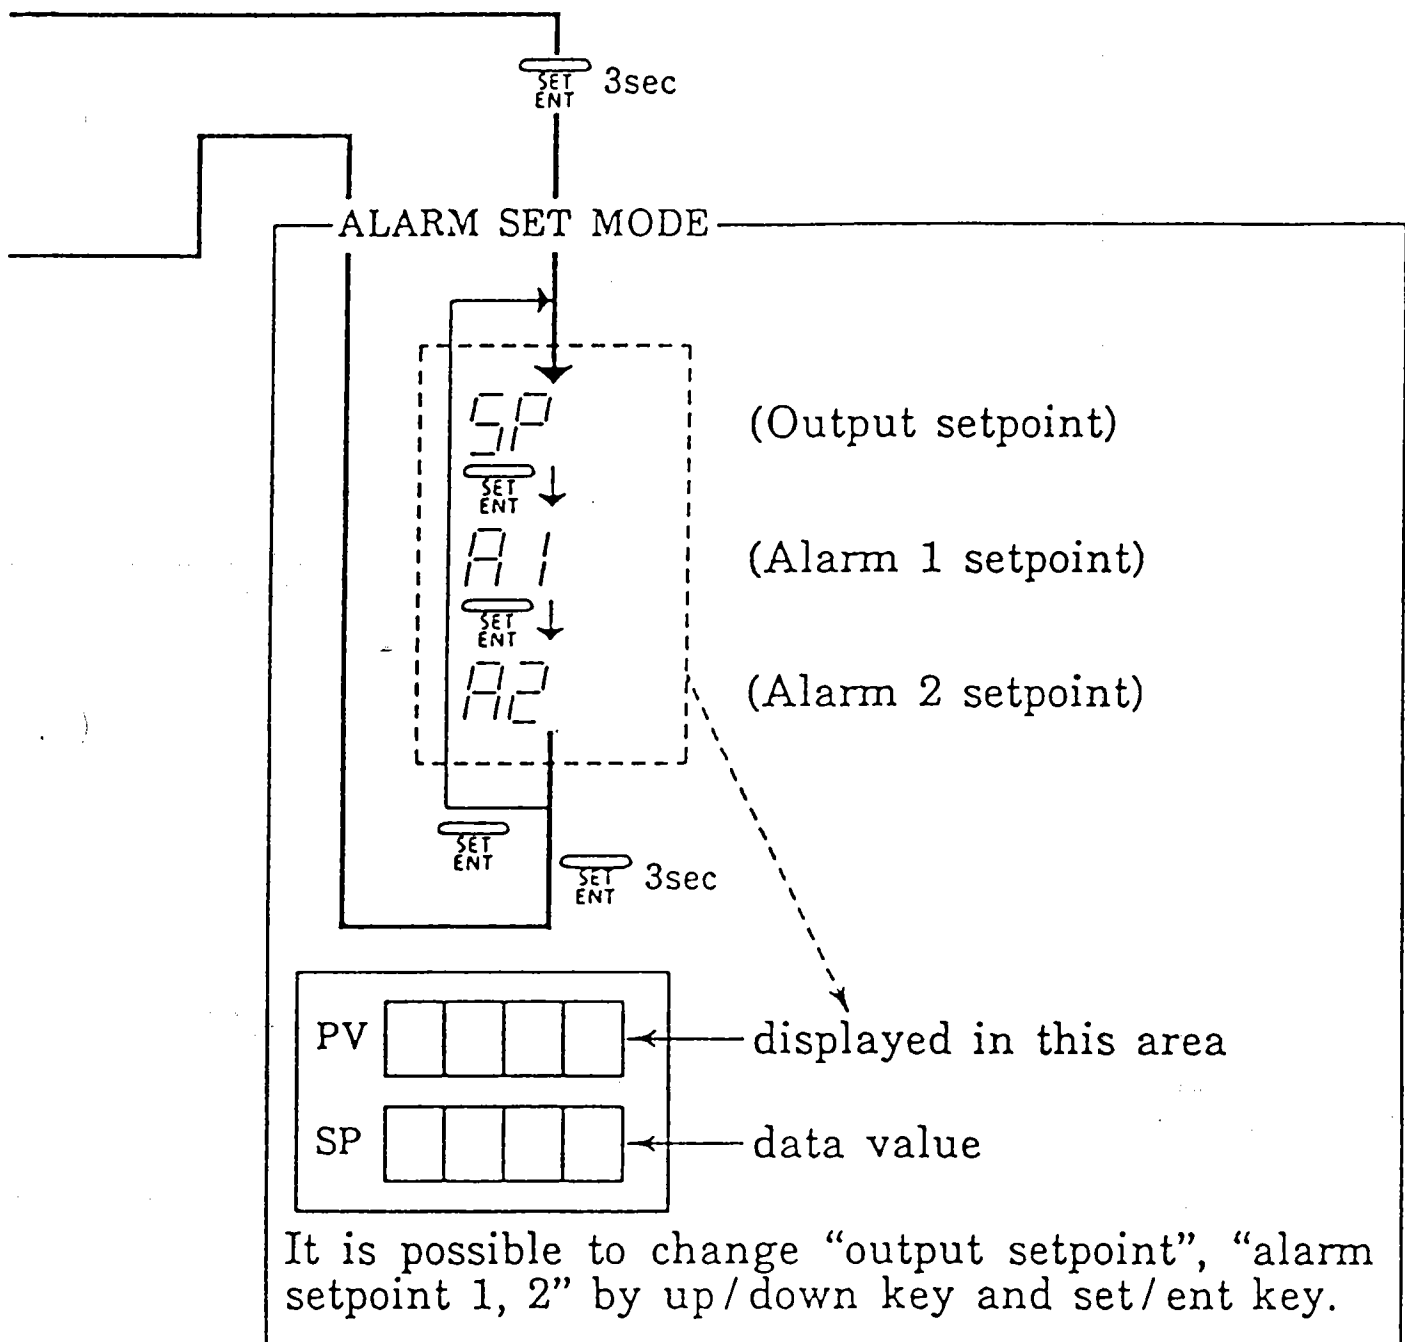 SET
ENT
3sec
ALARM SET MODE
SP
(Output setpoint)
SET
ENT
A1
(Alarm 1 setpoint)
SET
ENT
A2
(Alarm 2 setpoint)
SET
ENT
SET
ENT
3sec
PV
displayed in this area
SP
data value
It is possible to change “output setpoint”, “alarm
setpoint 1, 2” by up/down key and set/ent key.